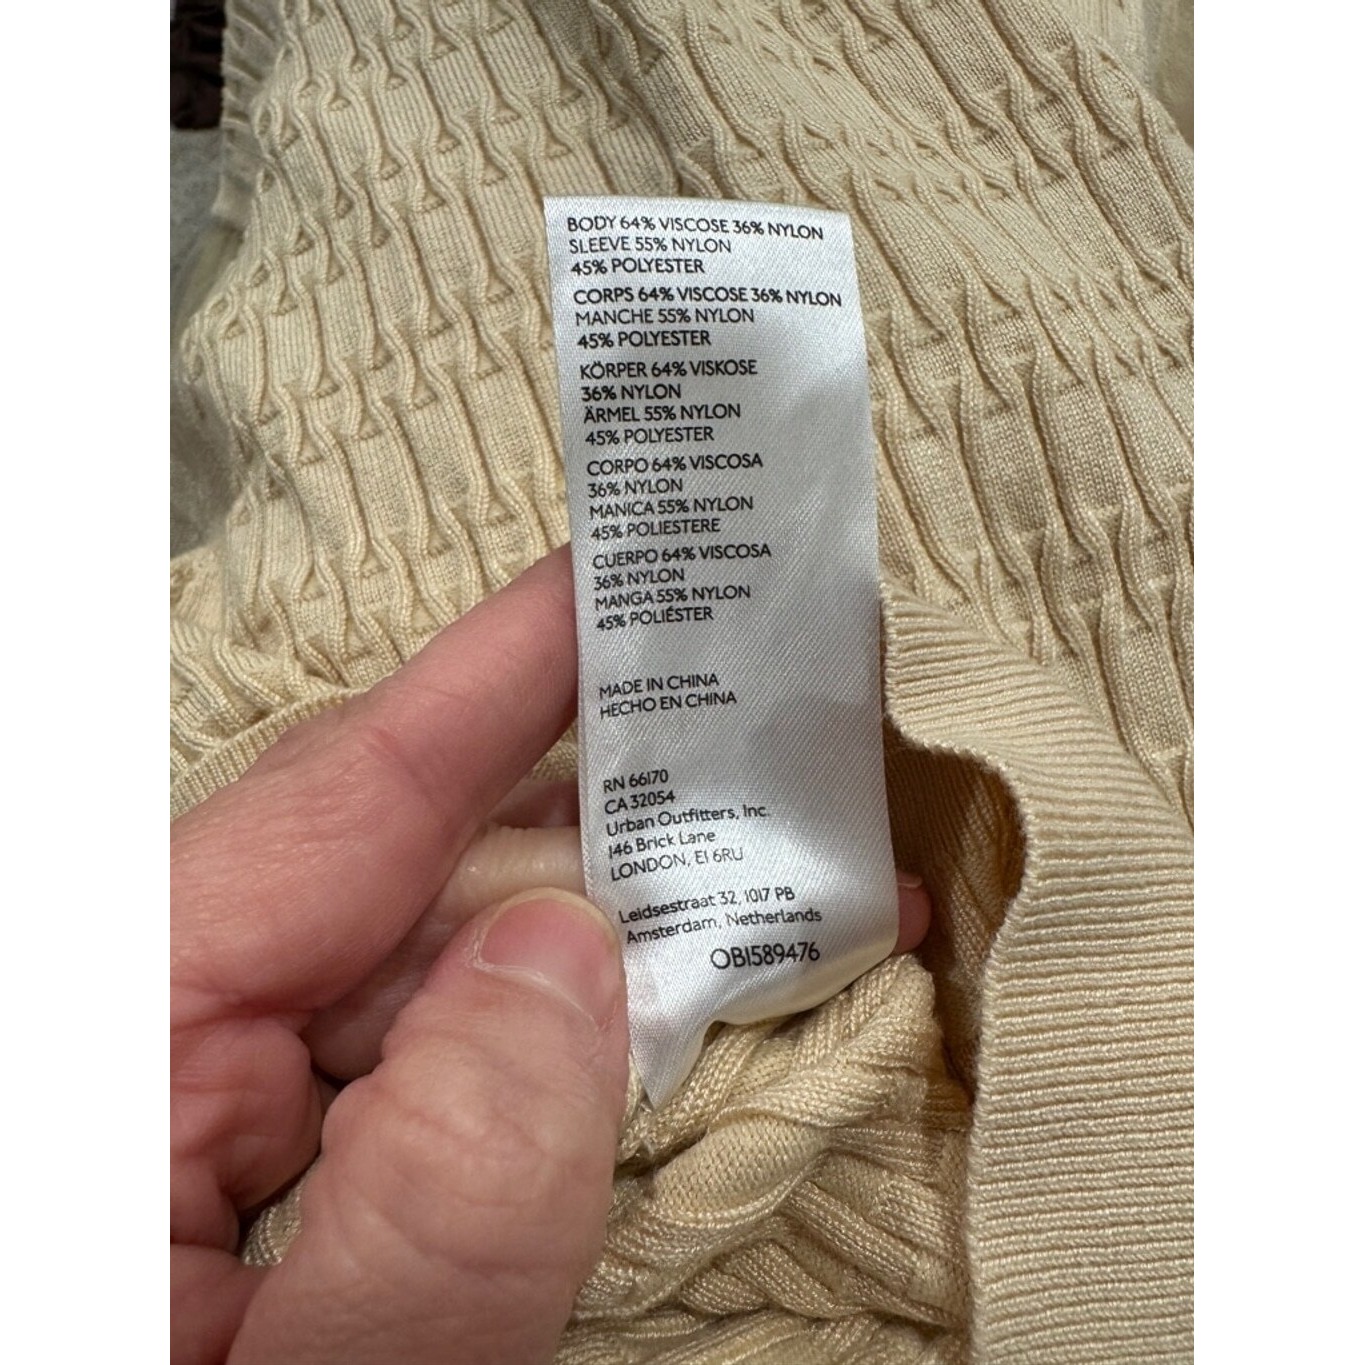 BODY 64% VISCOSE 36% NYLON
SLEEVE 55% NYLON
45% POLYESTER
CORPS 64% VISCOSE 36% NYLON
MANCHE 55% NYLON
45% POLYESTER
KÖRPER 64% VISKOSE
36% NYLON
ÄRMEL 55% NYLON
45% POLYESTER
CORPO 64% VISCOSA
36% NYLON
MANICA 55% NYLON
45% POLIESTERE
CUERPO 64% VISCOSA
36% NYLON
MANGA 55% NYLON
45% POLIÉSTER
MADE IN CHINA
HECHO EN CHINA
RN 66170
CA 32054
Urban Outfitters, Inc.
146 Brick Lane
LONDON, E1 6RU
Leidsestraat 32, 1017 PB
Amsterdam, Netherlands
OB1589476